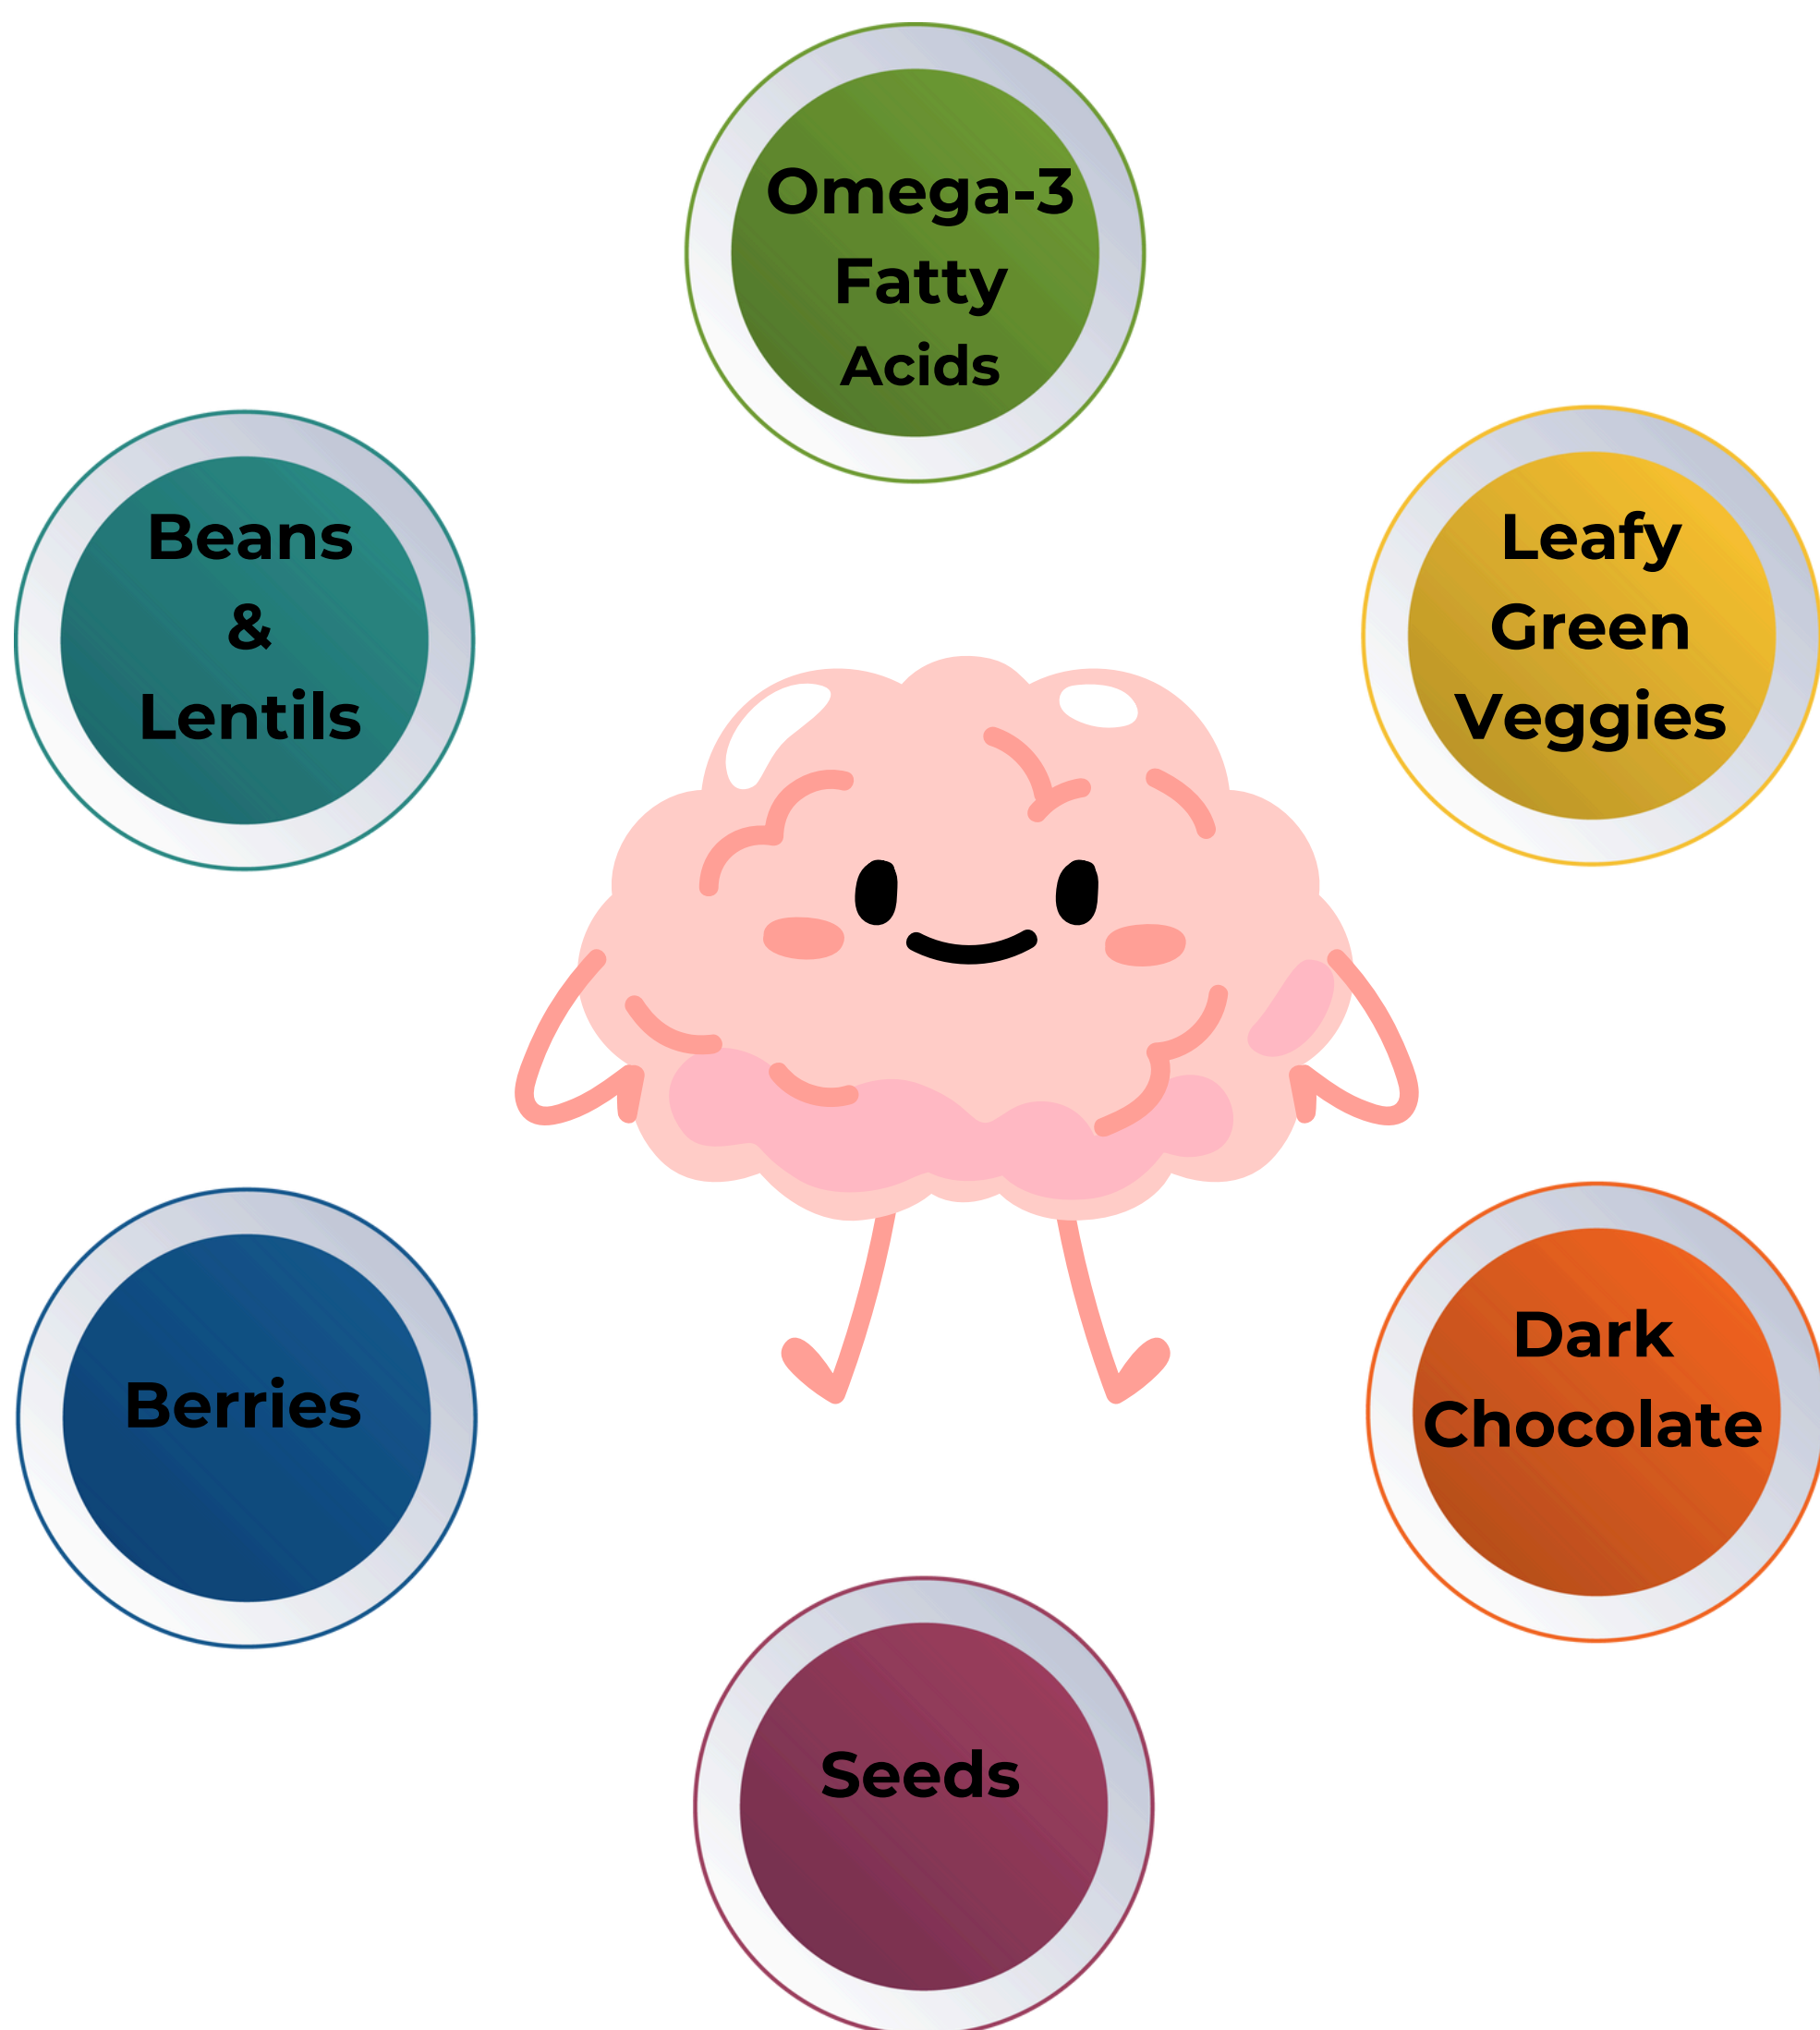 Omega-3
Fatty
Acids
Beans
&
Lentils
Leafy
Green
Veggies
Berries
Dark
Chocolate
Seeds